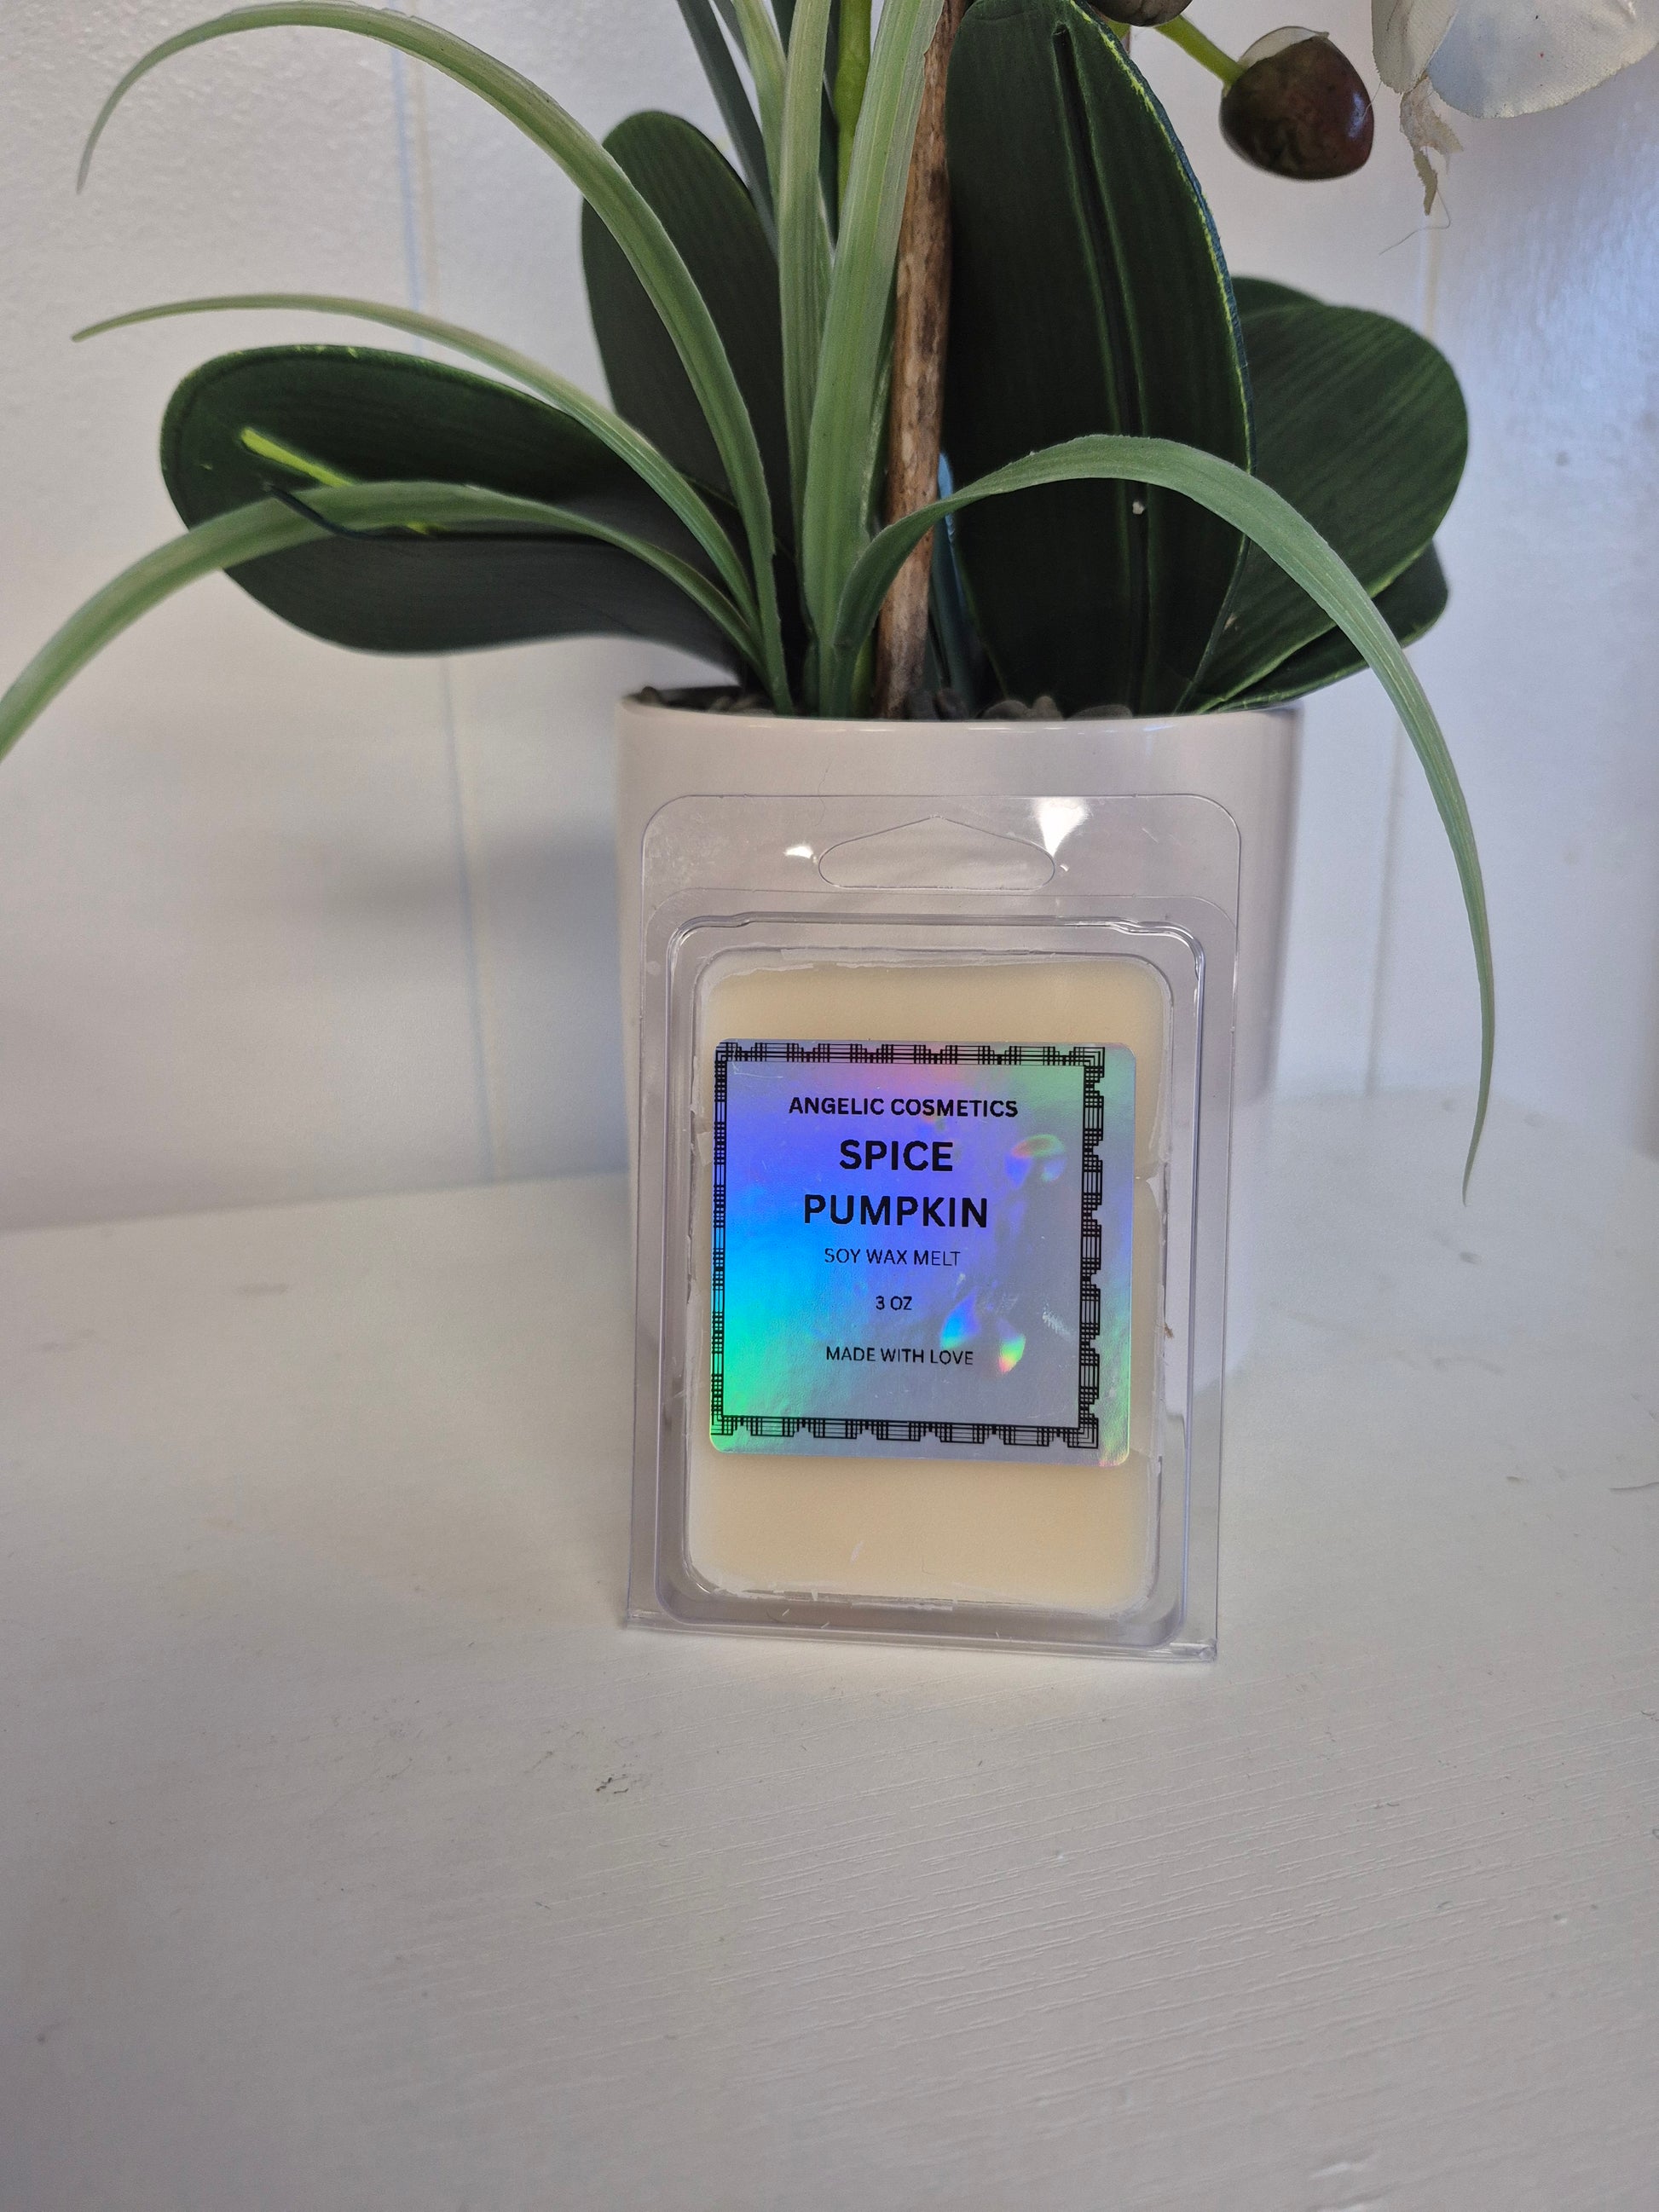 ANGELIC COSMETICS
SPICE
PUMPKIN
SOY WAX MELT
3 OZ
MADE WITH LOVE